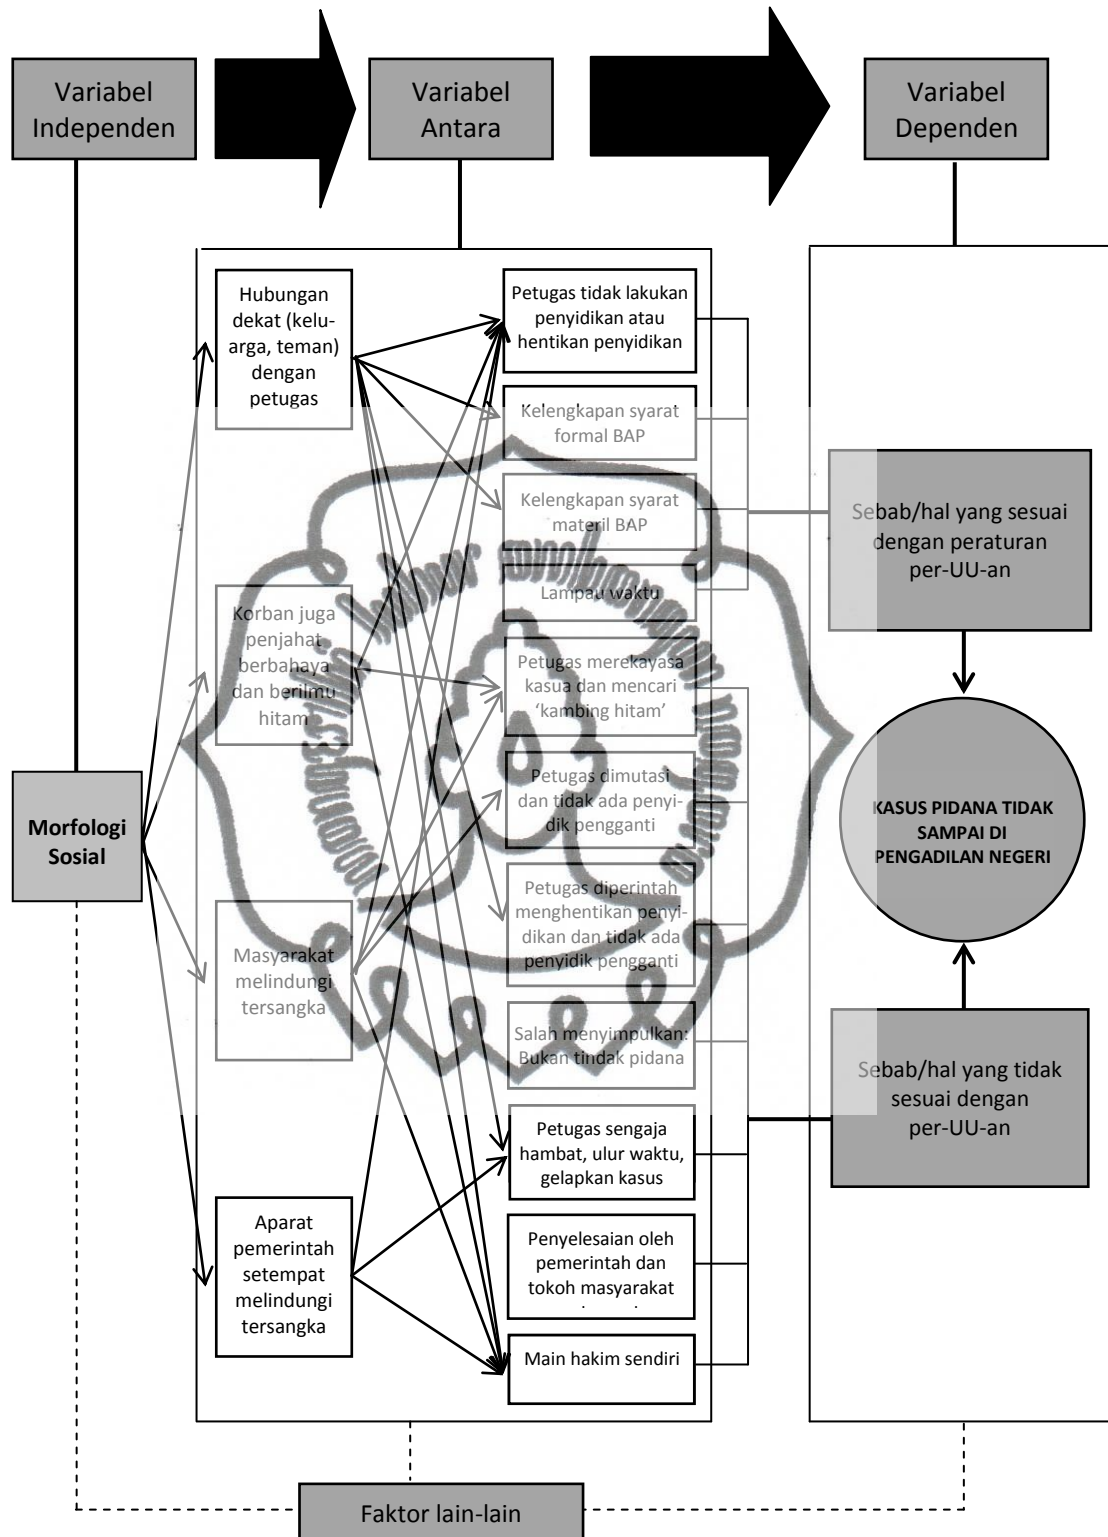 Variabel
Independen
Variabel
Antara
Variabel
Dependen
Hubungan
dekat (kelu-
arga, teman)
dengan
petugas
Korban juga
penjahat
berbahaya
dan berilmu
hitam
Morfologi
Sosial
Masyarakat
melindungi
tersangka
Aparat
pemerintah
setempat
melindungi
tersangka
Petugas tidak lakukan
penyidikan atau
hentikan penyidikan
Kelengkapan syarat
formal BAP
Kelengkapan syarat
materil BAP
Lampau waktu
Petugas merekayasa
kasua dan mencari
‘kambing hitam’
Petugas dimutasi
dan tidak ada penyi-
dik pengganti
Petugas diperintah
menghentikan penyi-
dikan dan tidak ada
penyidik pengganti
Salah menyimpulkan:
Bukan tindak pidana
Petugas sengaja
hambat, ulur waktu,
gelapkan kasus
Penyelesaian oleh
pemerintah dan
tokoh masyarakat
Main hakim sendiri
Sebab/hal yang sesuai
dengan peraturan
per-UU-an
KASUS PIDANA TIDAK
SAMPAI DI
PENGADILAN NEGERI
Sebab/hal yang tidak
sesuai dengan
per-UU-an
Faktor lain-lain